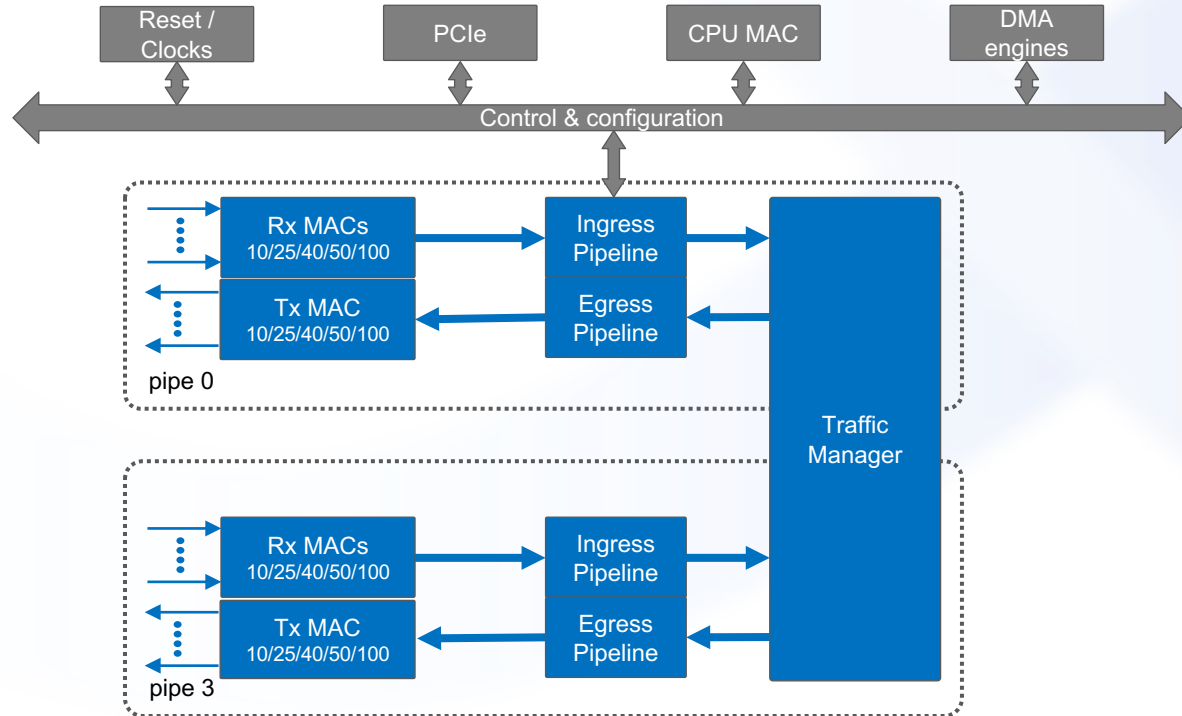 Reset /
Clocks
PCIe
CPU MAC
DMA
engines
Control & configuration
Rx MACs
10/25/40/50/100
Ingress
Pipeline
Tx MAC
10/25/40/50/100
Egress
Pipeline
pipe 0
Traffic
Manager
Rx MACs
10/25/40/50/100
Ingress
Pipeline
Tx MAC
10/25/40/50/100
Egress
Pipeline
pipe 3